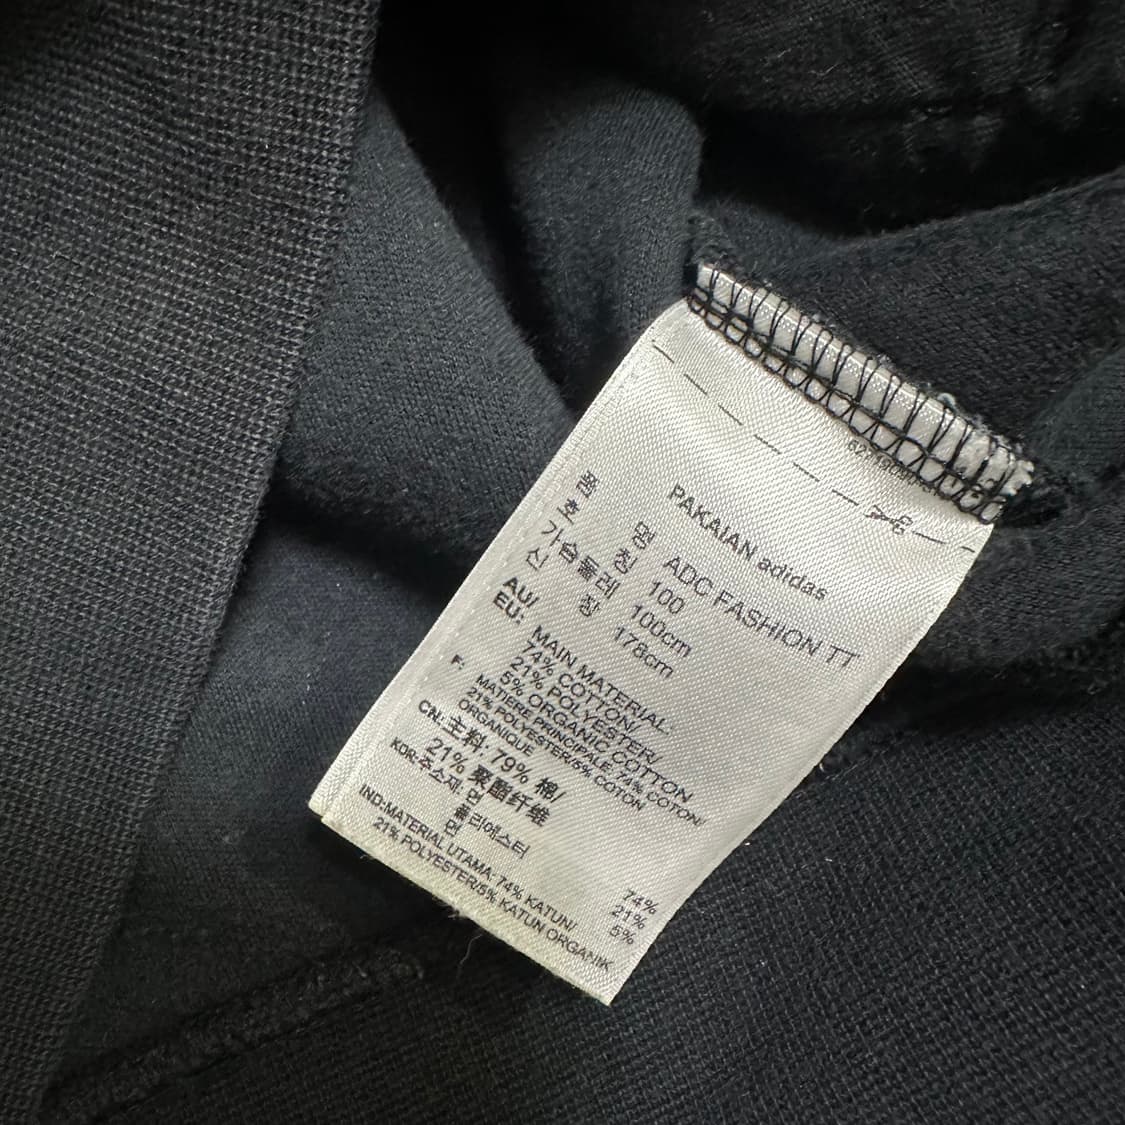 PAKAIAN adidas
품 명 ADC FASHION TT
호 칭 100
가슴둘레 100cm
신 장 178cm
AU/
EU: MAIN MATERIAL:
74% COTTON/
21% POLYESTER/
5% ORGANIC COTTON
F: MATIERE PRINCIPALE 74% COTON/
21% POLYESTER/5% COTON
ORGANIQUE
CN: 主料: 79% 棉/
21% 聚酯纤维
KOR: 주소재: 면 74%
폴리에스터 21%
면 5%
IND: MATERIAL UTAMA: 74% KATUN/
21% POLYESTER/5% KATUN ORGANIK